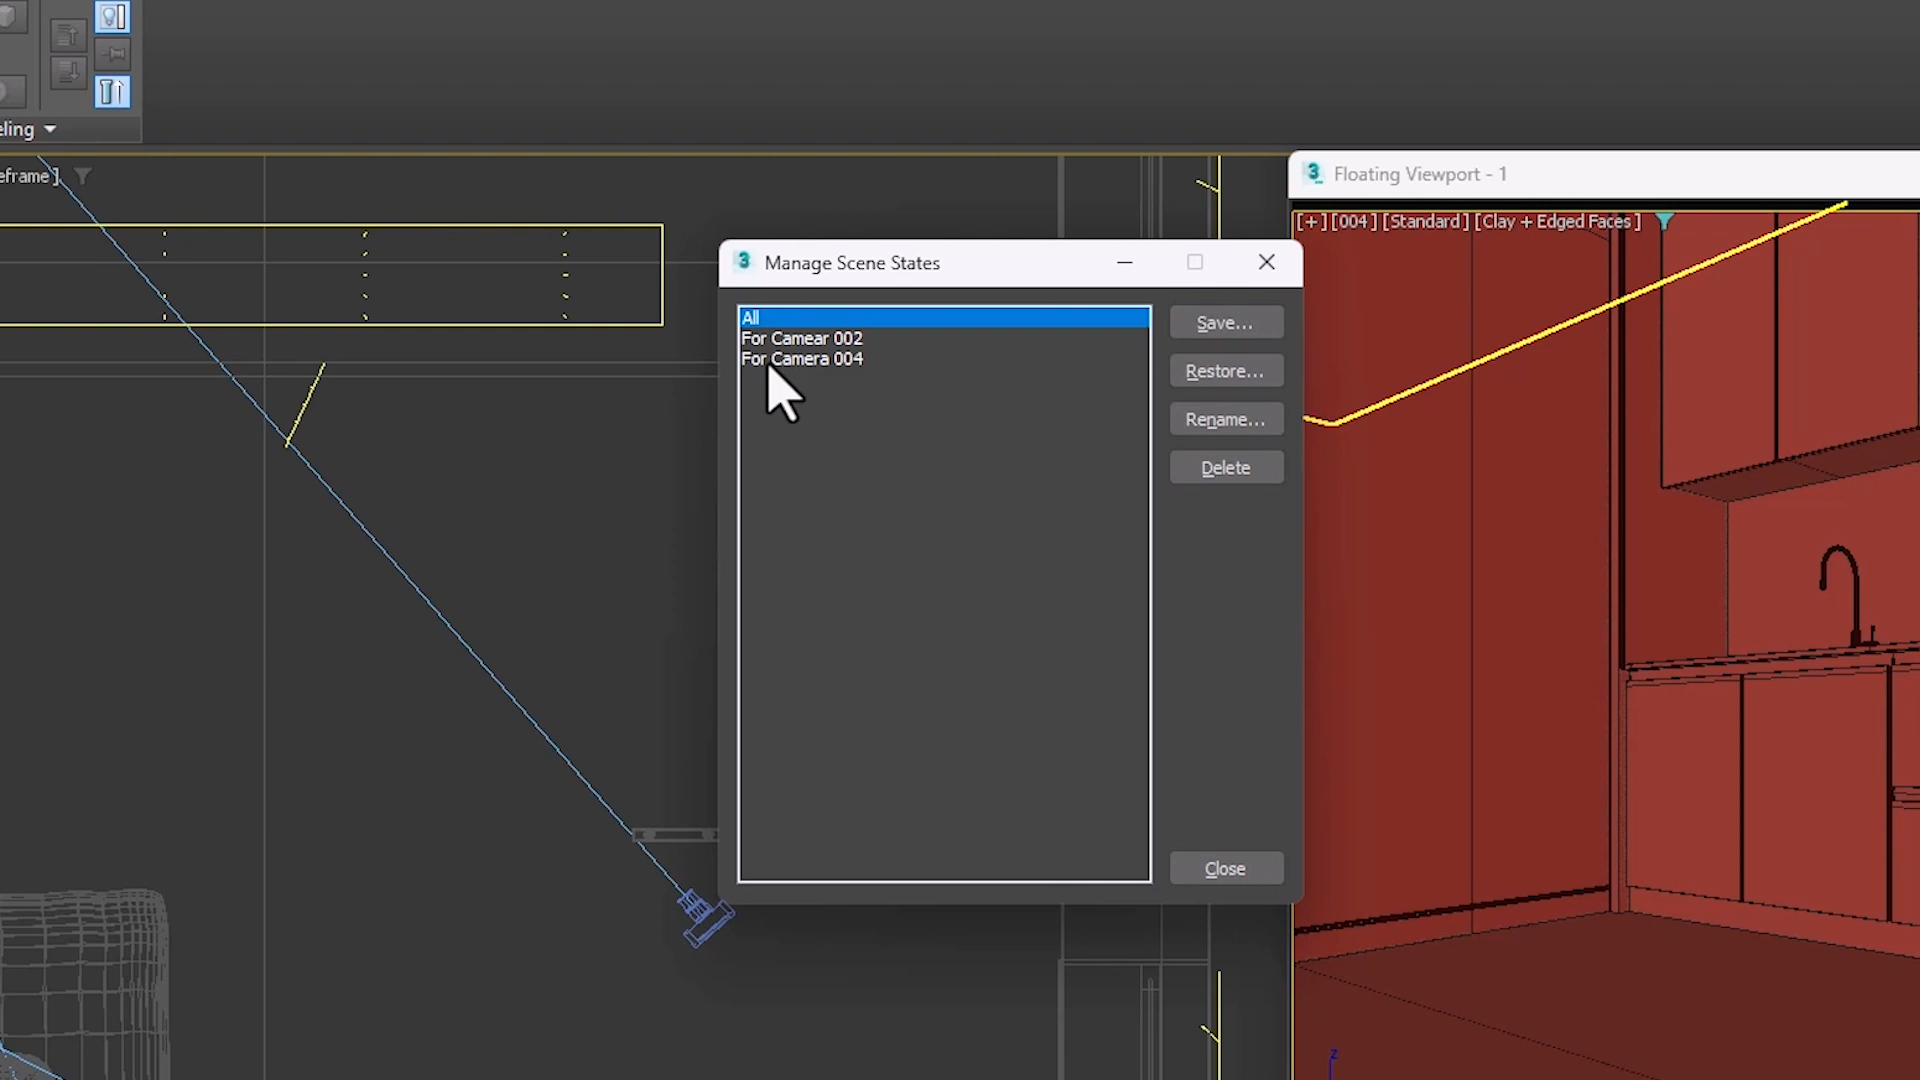 eling
eframe ]
Floating Viewport - 1
[+] [004 ] [Standard ] [Clay + Edged Faces ]
Manage Scene States
All
For Camear 002
For Camera 004
Save...
Restore...
Rename...
Delete
Close
z